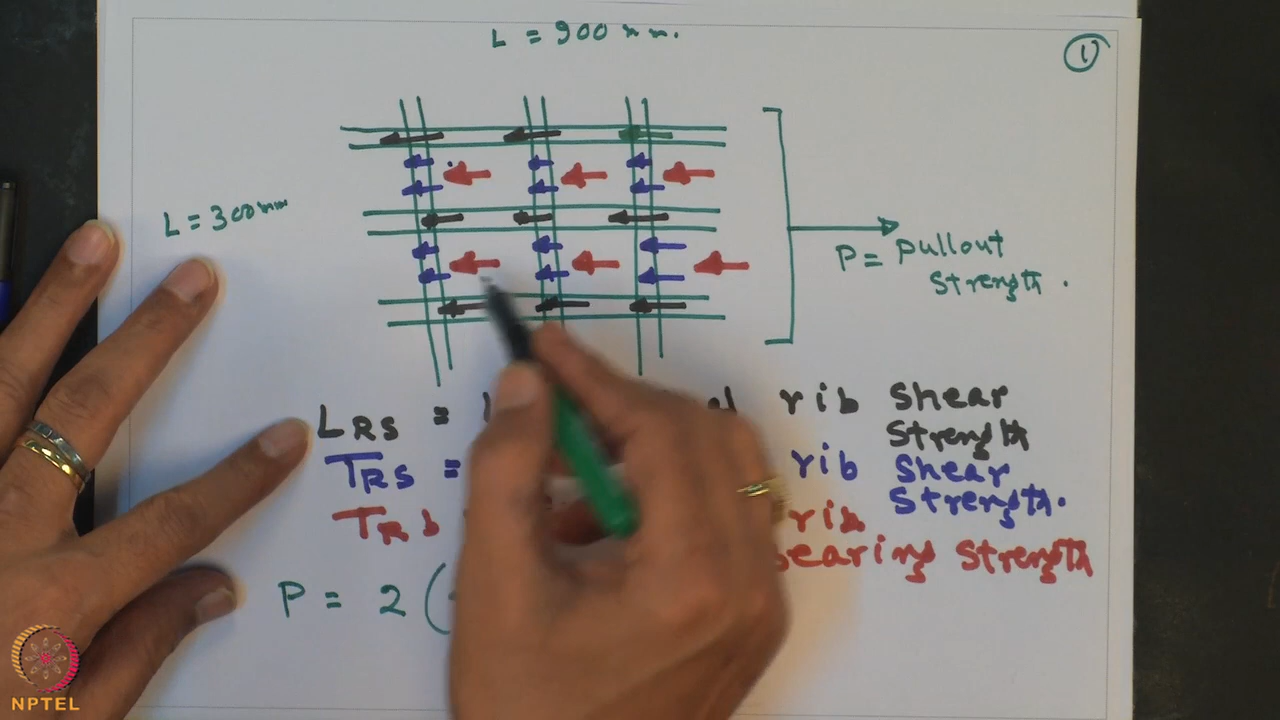 L = 900 mm.
1
L = 300 mm
P = pullout
strength.
LRS = rib shear
strength
TRS = rib shear
strength.
TRb rib
bearing strength
P = 2 (
NPTEL